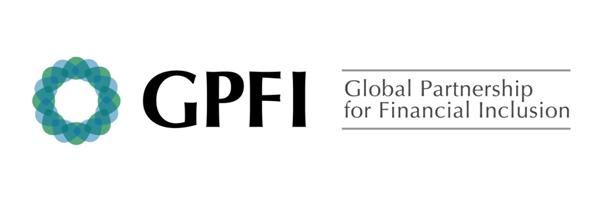 GPFI
Global Partnership
for Financial Inclusion